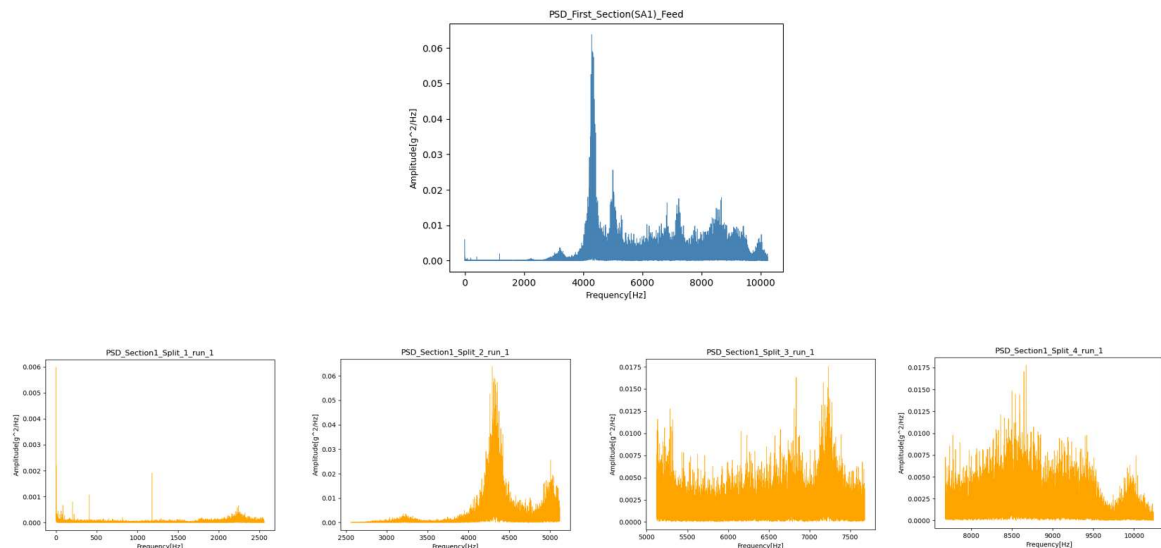 PSD_First_Section(SA1)_Feed
0.06
0.05
0.04
0.03
0.02
0.01
0.00
Amplitude[g^2/Hz]
0 2000 4000 6000 8000 10000
Frequency[Hz]
PSD_Section1_Split_1_run_1
0.006
0.005
0.004
0.003
0.002
0.001
0.000
Amplitude[g^2/Hz]
0 500 1000 1500 2000 2500
Frequency[Hz]
PSD_Section1_Split_2_run_1
0.06
0.05
0.04
0.03
0.02
0.01
0.00
Amplitude[g^2/Hz]
2500 3000 3500 4000 4500 5000
Frequency[Hz]
PSD_Section1_Split_3_run_1
0.0175
0.0150
0.0125
0.0100
0.0075
0.0050
0.0025
0.0000
Amplitude[g^2/Hz]
5000 5500 6000 6500 7000 7500
Frequency[Hz]
PSD_Section1_Split_4_run_1
0.0175
0.0150
0.0125
0.0100
0.0075
0.0050
0.0025
0.0000
Amplitude[g^2/Hz]
8000 8500 9000 9500 10000
Frequency[Hz]